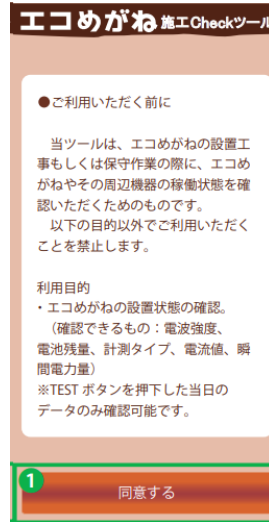 エコめがね 施工Checkツール
●ご利用いただく前に
当ツールは、エコめがねの設置工
事もしくは保守作業の際に、エコめ
がねやその周辺機器の稼働状態を確
認いただくためのものです。
以下の目的以外でご利用いただく
ことを禁止します。
利用目的
・エコめがねの設置状態の確認。
（確認できるもの：電波強度、
電池残量、計測タイプ、電流値、瞬
間電力量）
※TEST ボタンを押下した当日の
データのみ確認可能です。
1
同意する